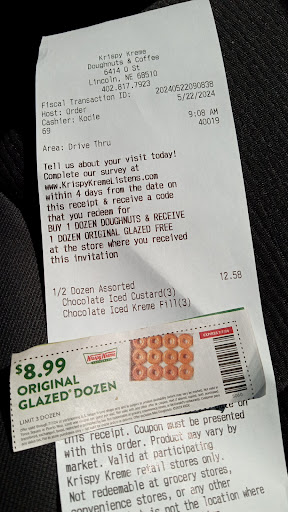 Krispy Kreme
Doughnuts & Coffee
6414 O St
Lincoln, NE 68510
402.817.7923
Fiscal Transaction ID:
20240522090838
Host: Order
5/22/2024
Cashier: Kocie
69
9:08 AM
40019
Area: Drive Thru
Tell us about your visit today!
Complete our survey at
www.KrispyKremeListens.com
within 4 days from the date on
this receipt & receive a code
that you redeem for
BUY 1 DOZEN DOUGHNUTS & RECEIVE
1 DOZEN ORIGINAL GLAZED FREE
at the store where you received
this invitation
1/2 Dozen Assorted 12.58
Chocolate Iced Custard(3)
Chocolate Iced Kreme Fill(3)
$8.99
Krispy Kreme
ORIGINAL
GLAZED® DOZEN
LIMIT 3 DOZEN
on
this receipt. Coupon must be presented
with this order. Product may vary by
market. Valid at participating
Krispy Kreme retail stores only.
Not redeemable at grocery stores,
convenience stores, or any other
is not the location where